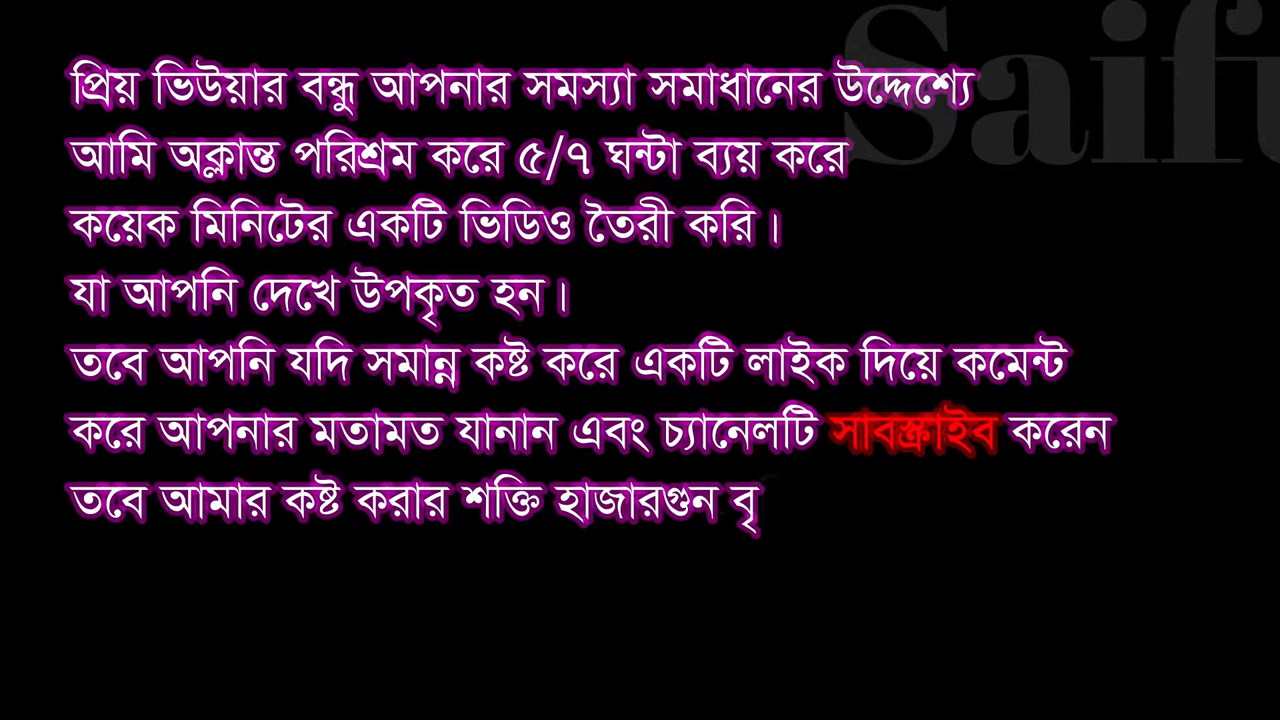 Saifu
প্রিয় ভিউয়ার বন্ধু আপনার সমস্যা সমাধানের উদ্দেশ্যে
আমি অক্লান্ত পরিশ্রম করে ৫/৭ ঘন্টা ব্যয় করে
কয়েক মিনিটের একটি ভিডিও তৈরী করি।
যা আপনি দেখে উপকৃত হন।
তবে আপনি যদি সমান্ন কষ্ট করে একটি লাইক দিয়ে কমেন্ট
করে আপনার মতামত যানান এবং চ্যানেলটি সাবস্ক্রাইব করেন
তবে আমার কষ্ট করার শক্তি হাজারগুন বৃ